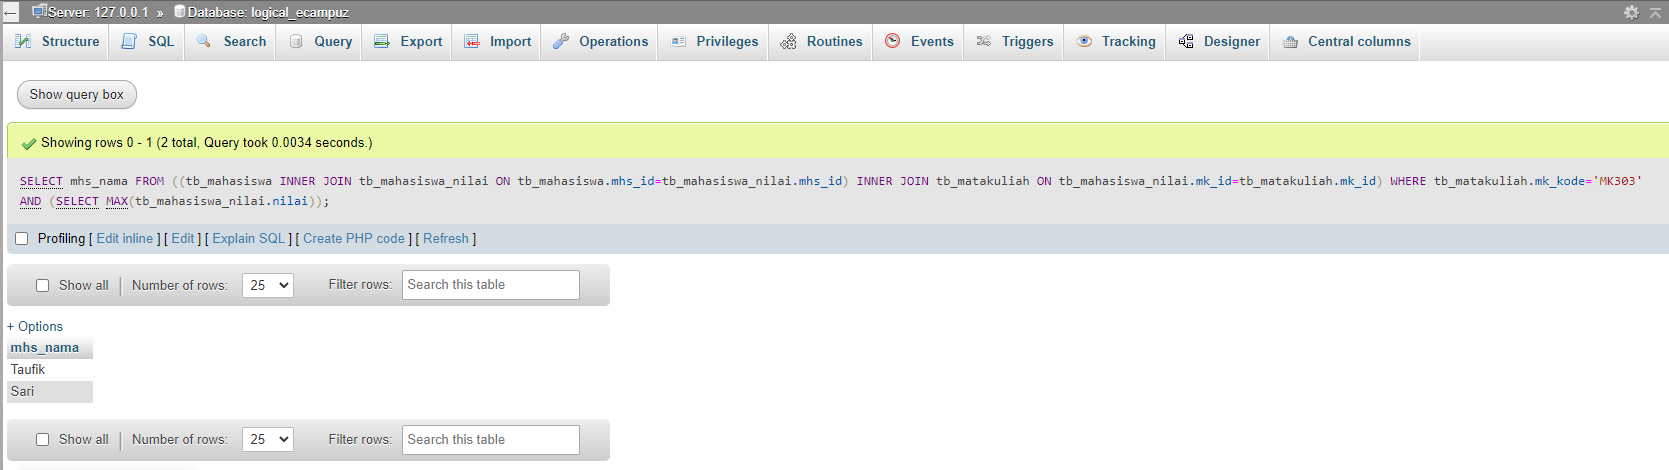 Server: 127.0.0.1 » Database: logical_ecampuz
Structure SQL Search Query Export Import Operations Privileges Routines Events Triggers Tracking Designer Central columns
Show query box
Showing rows 0 - 1 (2 total, Query took 0.0034 seconds.)
SELECT mhs_nama FROM ((tb_mahasiswa INNER JOIN tb_mahasiswa_nilai ON tb_mahasiswa.mhs_id=tb_mahasiswa_nilai.mhs_id) INNER JOIN tb_matakuliah ON tb_mahasiswa_nilai.mk_id=tb_matakuliah.mk_id) WHERE tb_matakuliah.mk_kode='MK303'
AND (SELECT MAX(tb_mahasiswa_nilai.nilai));
Profiling [ Edit inline ] [ Edit ] [ Explain SQL ] [ Create PHP code ] [ Refresh ]
Show all Number of rows: 25 Filter rows: Search this table
+ Options
mhs_nama
Taufik
Sari
Show all Number of rows: 25 Filter rows: Search this table